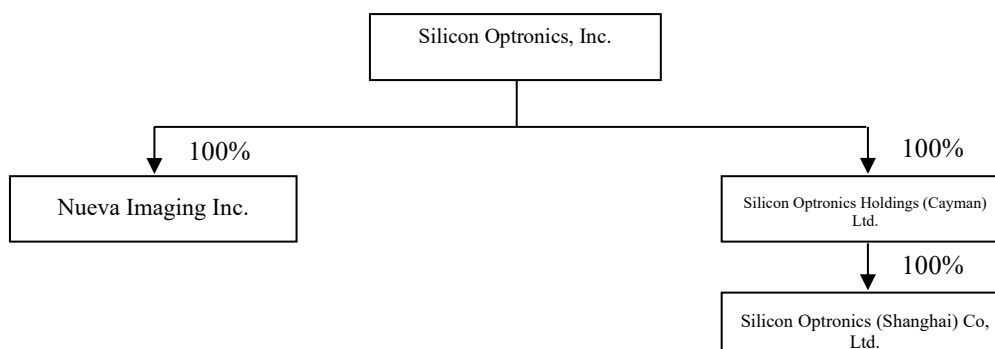 Silicon Optronics, Inc.
100%
100%
Nueva Imaging Inc.
Silicon Optronics Holdings (Cayman)
Ltd.
100%
Silicon Optronics (Shanghai) Co,
Ltd.